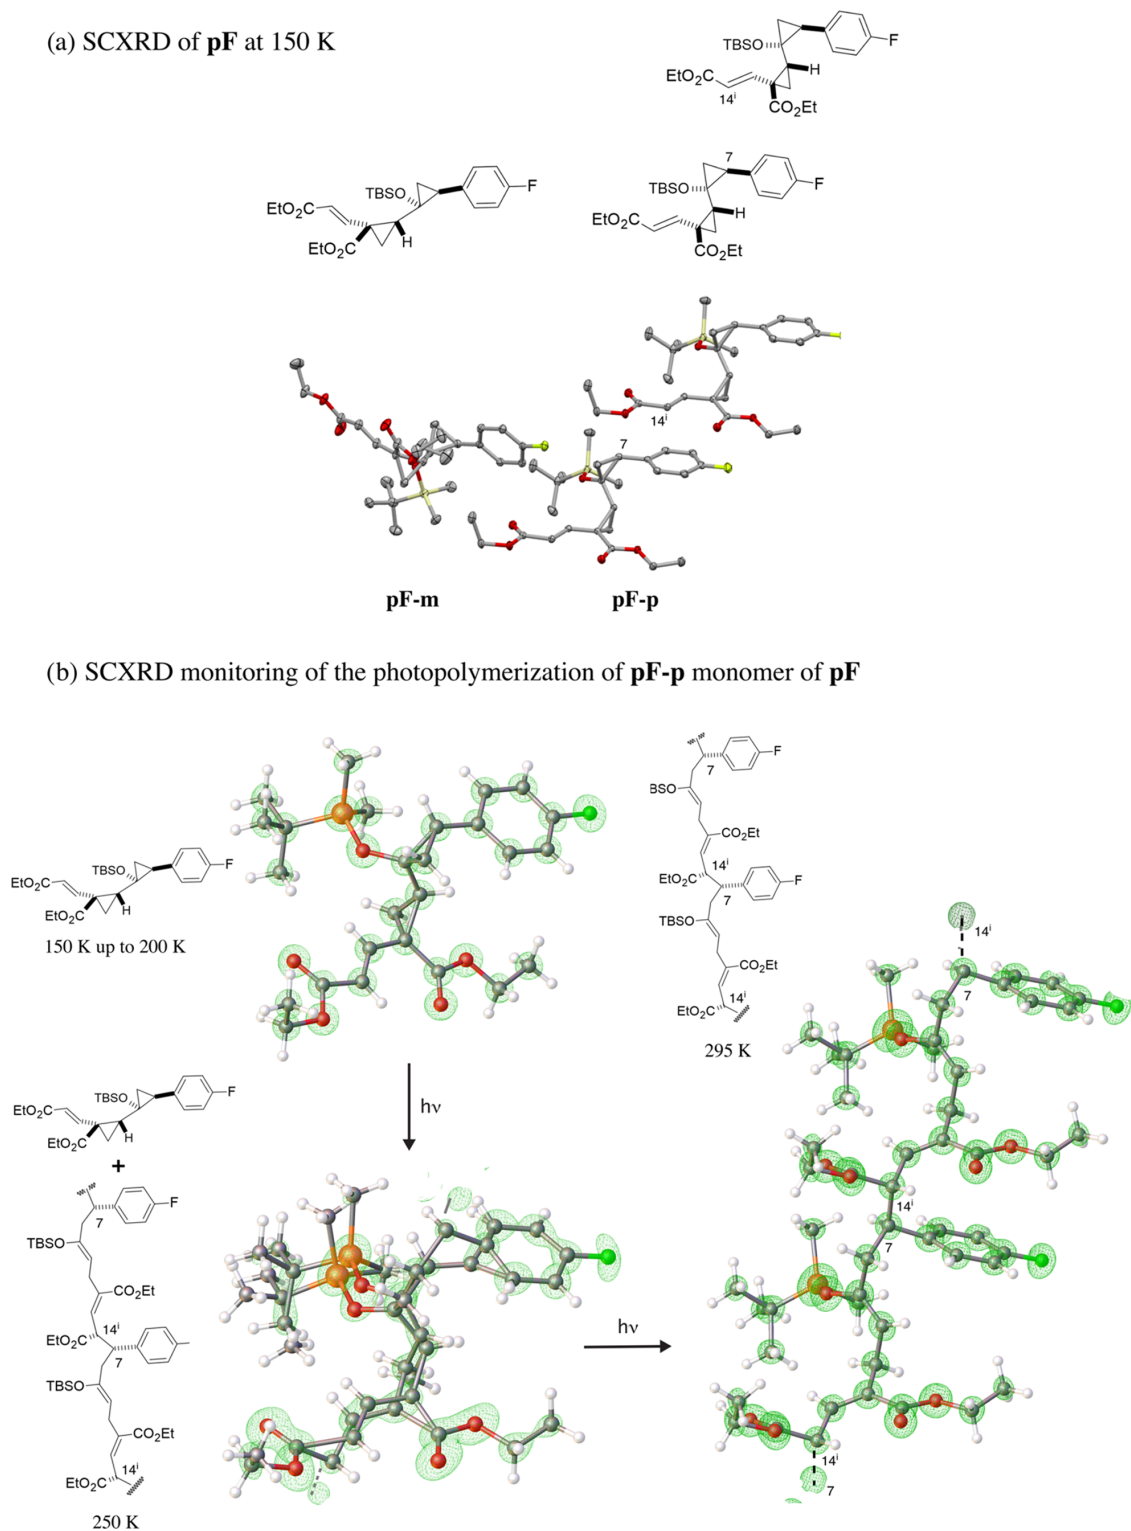 (a) SCXRD of pF at 150 K
TBSO
F
H
EtO₂C
14ⁱ
CO₂Et
TBSO
F
EtO₂C
H
EtO₂C
7
TBSO
F
H
EtO₂C
CO₂Et
14ⁱ
7
pF-m
pF-p
(b) SCXRD monitoring of the photopolymerization of pF-p monomer of pF
TBSO
F
EtO₂C
H
EtO₂C
150 K up to 200 K
F
7
BSO
CO₂Et
14ⁱ
EtO₂C
F
7
TBSO
CO₂Et
EtO₂C
14ⁱ
295 K
hν
TBSO
F
EtO₂C
H
EtO₂C
+
F
7
TBSO
CO₂Et
EtO₂C
14ⁱ
7
TBSO
CO₂Et
EtO₂C
14ⁱ
250 K
hν
14ⁱ
7
14ⁱ
7
14ⁱ
7